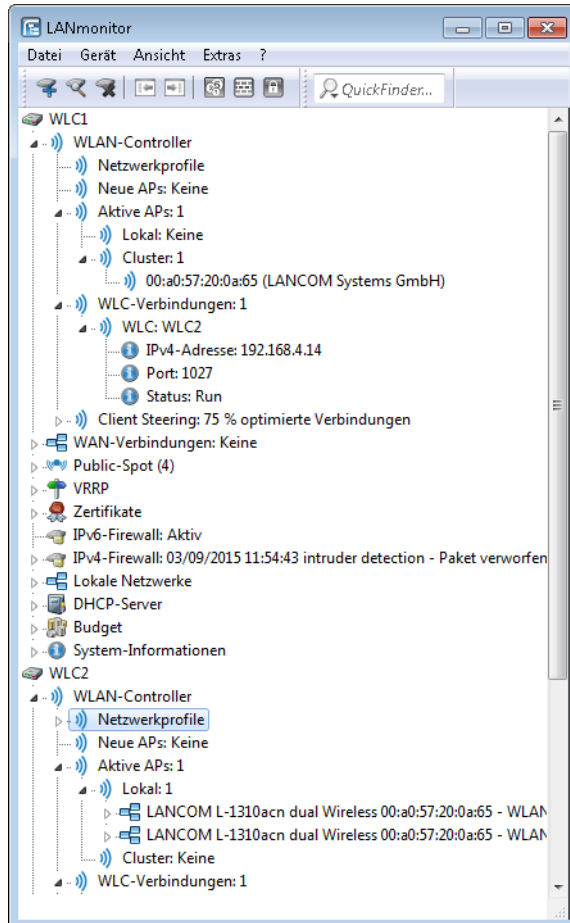 LANmonitor
Datei Gerät Ansicht Extras ?
QuickFinder...
WLC1
WLAN-Controller
Netzwerkprofile
Neue APs: Keine
Aktive APs: 1
Lokal: Keine
Cluster: 1
00:a0:57:20:0a:65 (LANCOM Systems GmbH)
WLC-Verbindungen: 1
WLC: WLC2
IPv4-Adresse: 192.168.4.14
Port: 1027
Status: Run
Client Steering: 75 % optimierte Verbindungen
WAN-Verbindungen: Keine
Public-Spot (4)
VRRP
Zertifikate
IPv6-Firewall: Aktiv
IPv4-Firewall: 03/09/2015 11:54:43 intruder detection - Paket verworfen
Lokale Netzwerke
DHCP-Server
Budget
System-Informationen
WLC2
WLAN-Controller
Netzwerkprofile
Neue APs: Keine
Aktive APs: 1
Lokal: 1
LANCOM L-1310acn dual Wireless 00:a0:57:20:0a:65 - WLAN
LANCOM L-1310acn dual Wireless 00:a0:57:20:0a:65 - WLAN
Cluster: Keine
WLC-Verbindungen: 1